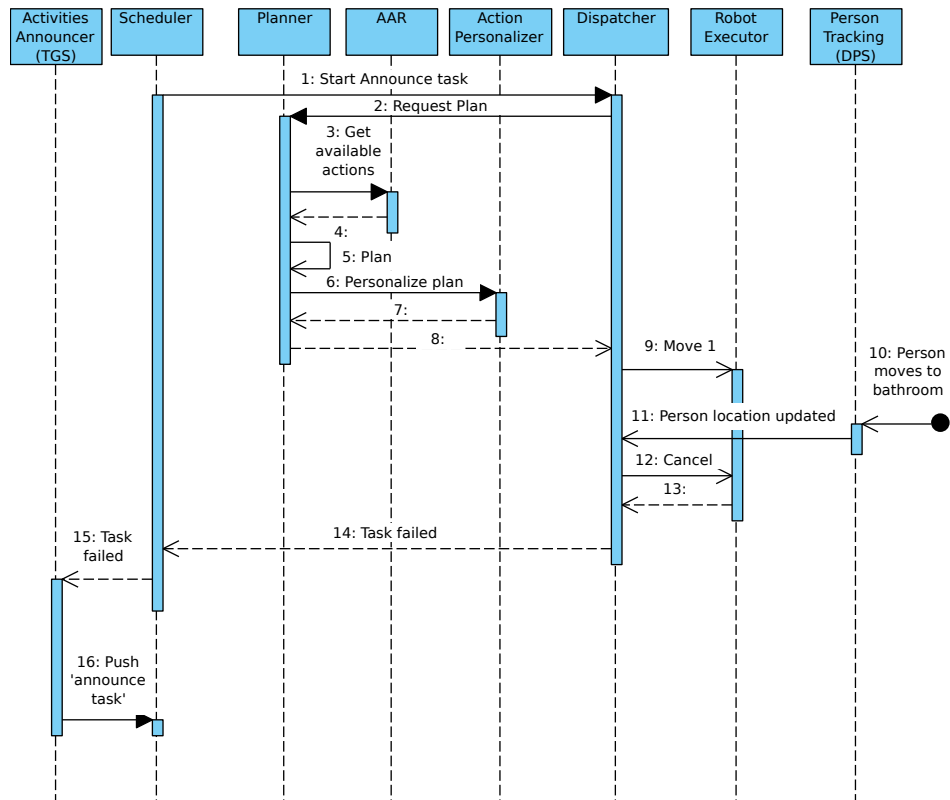 Activities
Announcer
(TGS)
Scheduler
Planner
AAR
Action
Personalizer
Dispatcher
Robot
Executor
Person
Tracking
(DPS)
1: Start Announce task
2: Request Plan
3: Get
available
actions
4:
5: Plan
6: Personalize plan
7:
8:
9: Move 1
10: Person
moves to
bathroom
11: Person location updated
12: Cancel
13:
14: Task failed
15: Task
failed
16: Push
'announce
task'